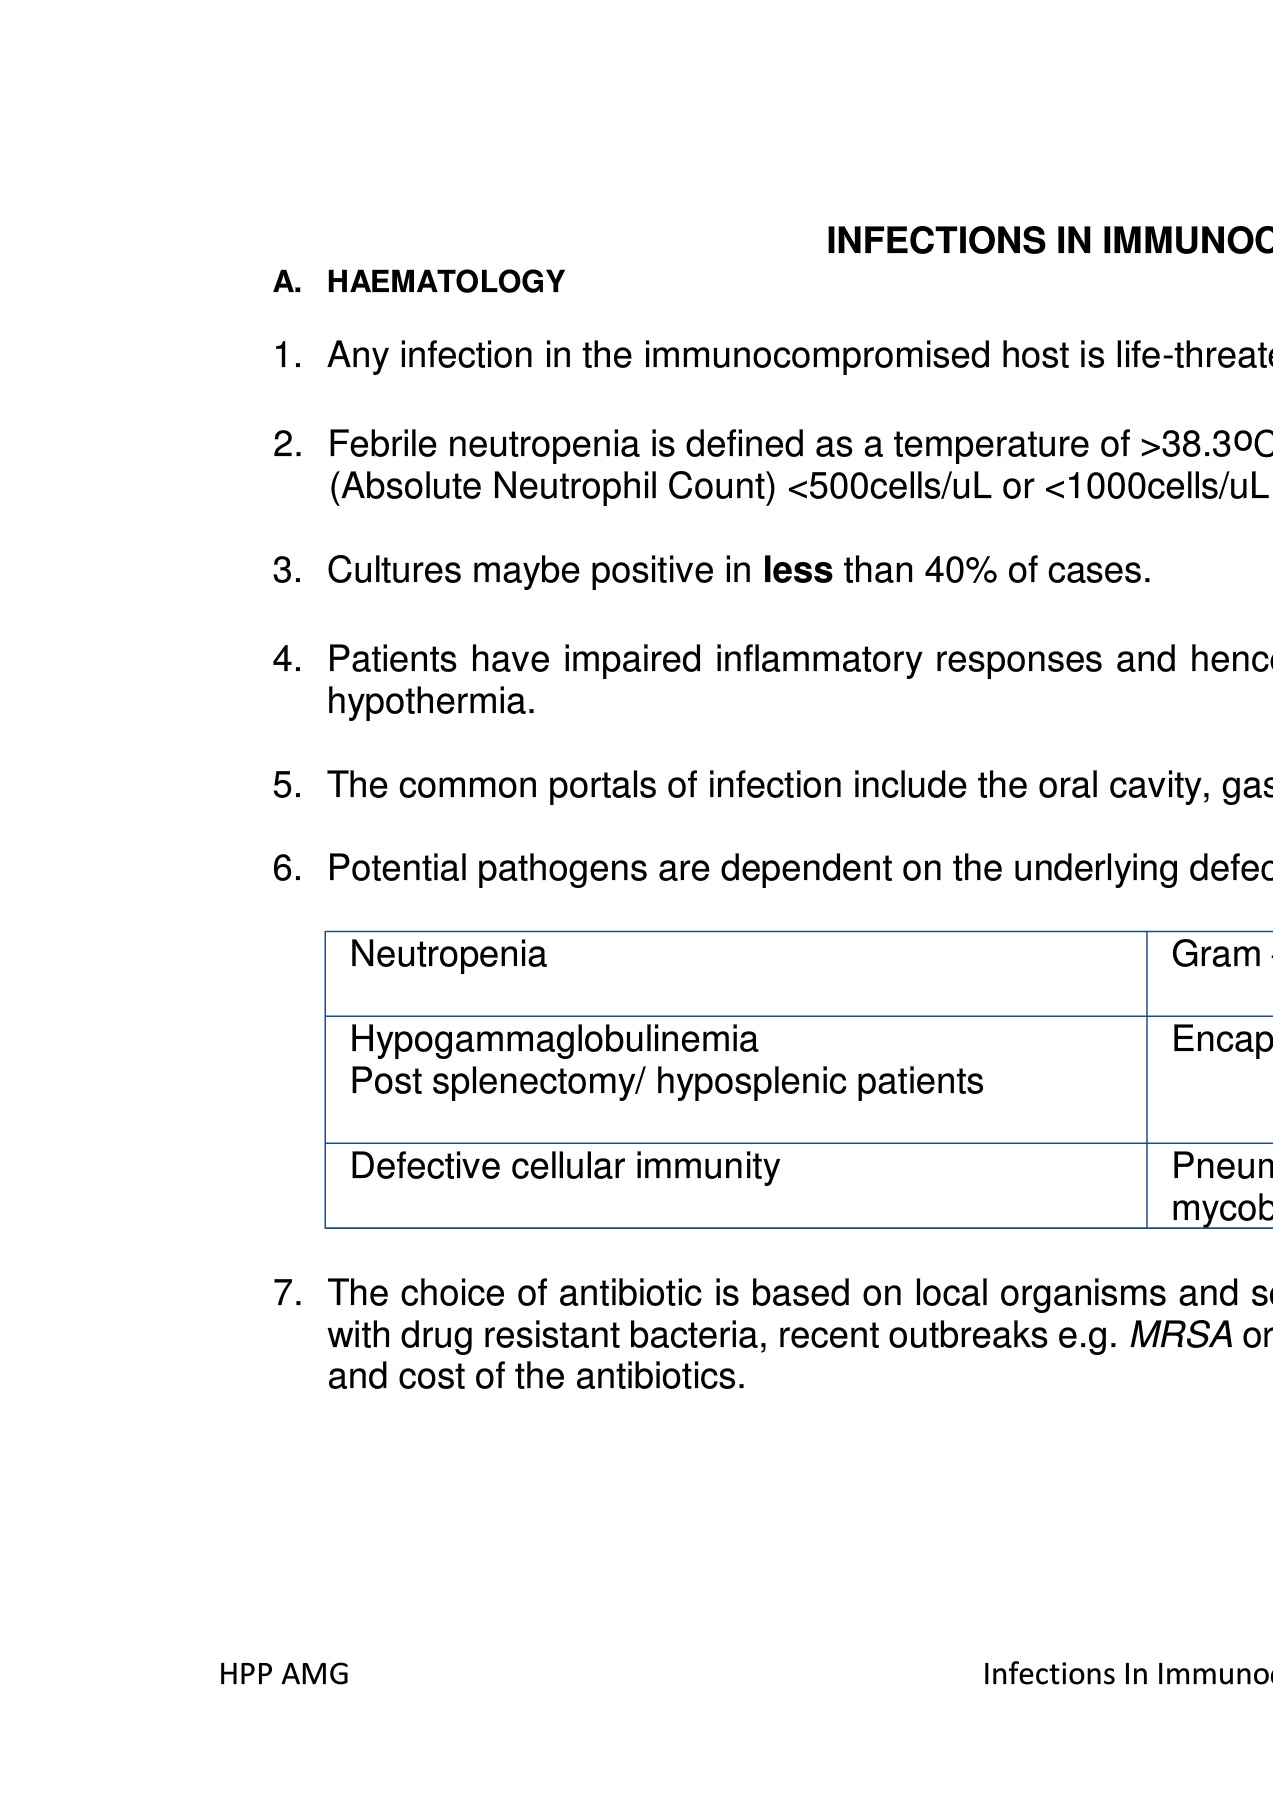 INFECTIONS IN IMMUNOC
A. HAEMATOLOGY
1. Any infection in the immunocompromised host is life-threate
2. Febrile neutropenia is defined as a temperature of >38.3ºC
(Absolute Neutrophil Count) <500cells/uL or <1000cells/uL
3. Cultures maybe positive in less than 40% of cases.
4. Patients have impaired inflammatory responses and hence
hypothermia.
5. The common portals of infection include the oral cavity, gas
6. Potential pathogens are dependent on the underlying defec
Neutropenia Gram
Hypogammaglobulinemia Encap
Post splenectomy/ hyposplenic patients
Defective cellular immunity Pneum
mycob
7. The choice of antibiotic is based on local organisms and se
with drug resistant bacteria, recent outbreaks e.g. MRSA or
and cost of the antibiotics.
HPP AMG Infections In Immunoc